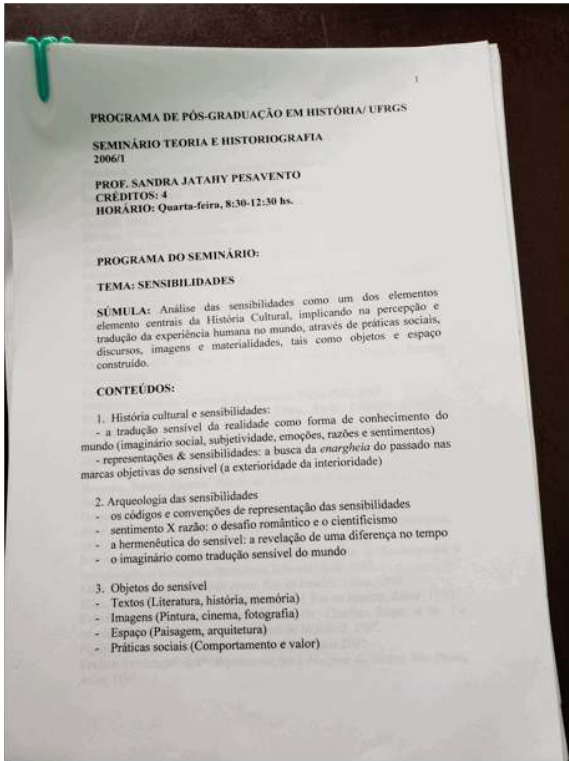 1
PROGRAMA DE PÓS-GRADUAÇÃO EM HISTÓRIA/ UFRGS
SEMINÁRIO TEORIA E HISTORIOGRAFIA
2006/1
PROF. SANDRA JATAHY PESAVENTO
CRÉDITOS: 4
HORÁRIO: Quarta-feira, 8:30-12:30 hs.
PROGRAMA DO SEMINÁRIO:
TEMA: SENSIBILIDADES
SÚMULA: Análise das sensibilidades como um dos elementos
elemento centrais da História Cultural, implicando na percepção e
tradução da experiência humana no mundo, através de práticas sociais,
discursos, imagens e materialidades, tais como objetos e espaço
construído.
CONTEÚDOS:
1. História cultural e sensibilidades:
- a tradução sensível da realidade como forma de conhecimento do
mundo (imaginário social, subjetividade, emoções, razões e sentimentos)
- representações & sensibilidades: a busca da enargheia do passado nas
marcas objetivas do sensível (a exterioridade da interioridade)
2. Arqueologia das sensibilidades
- os códigos e convenções de representação das sensibilidades
- sentimento X razão: o desafio romântico e o cientificismo
- a hermenêutica do sensível: a revelação de uma diferença no tempo
- o imaginário como tradução sensível do mundo
3. Objetos do sensível
- Textos (Literatura, história, memória)
- Imagens (Pintura, cinema, fotografia)
- Espaço (Paisagem, arquitetura)
- Práticas sociais (Comportamento e valor)